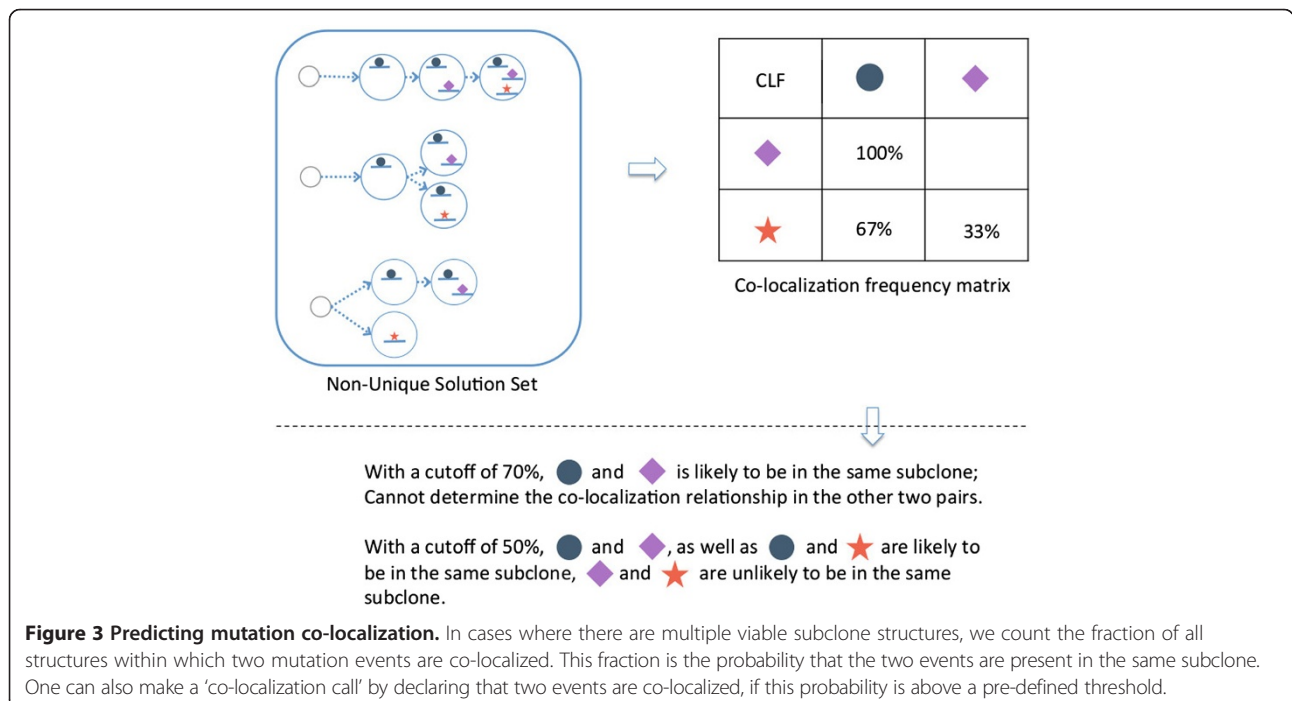 CLF
100%
67% 33%
Non-Unique Solution Set
Co-localization frequency matrix
With a cutoff of 70%, and is likely to be in the same subclone;
Cannot determine the co-localization relationship in the other two pairs.
With a cutoff of 50%, and , as well as and are likely to
be in the same subclone, and are unlikely to be in the same
subclone.
Figure 3 Predicting mutation co-localization. In cases where there are multiple viable subclone structures, we count the fraction of all
structures within which two mutation events are co-localized. This fraction is the probability that the two events are present in the same subclone.
One can also make a ‘co-localization call’ by declaring that two events are co-localized, if this probability is above a pre-defined threshold.